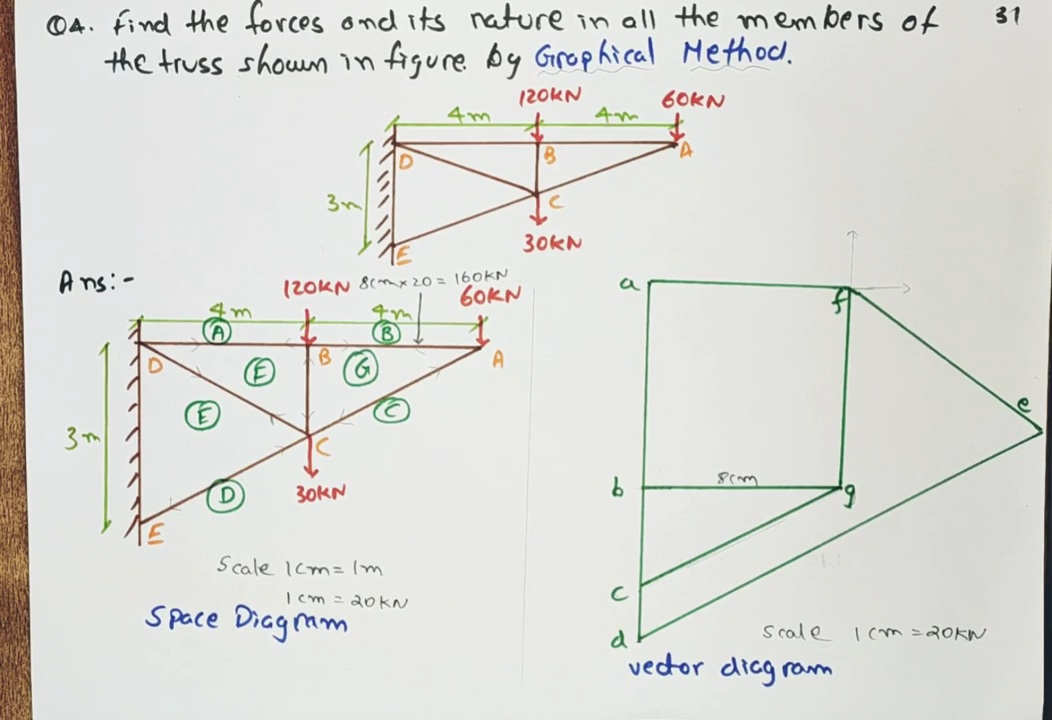 Q4. Find the forces and its nature in all the members of 31
the truss shown in figure by Graphical Method.
120KN 60KN
4m 4m
D B A
3m
C
E 30KN
Ans:-
120KN 8cm×20 = 160KN
60KN
4m 4m
A B
D B A
E G
3m E C
C
D 30KN
E
Scale 1cm = 1m
1cm = 20KN
Space Diagram
a f
e
b 8cm g
c
d
Scale 1cm = 20KN
vector diagram